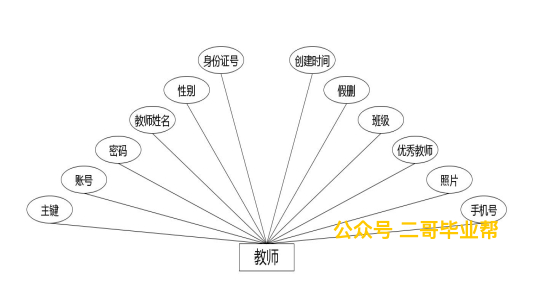 身份证号
创建时间
性别
假删
教师姓名
班级
密码
优秀教师
账号
照片
主键
手机号
公众号 二哥毕业帮
教师